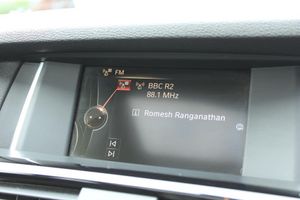 FM
BBC R2
88.1 MHz
i Romesh Ranganathan